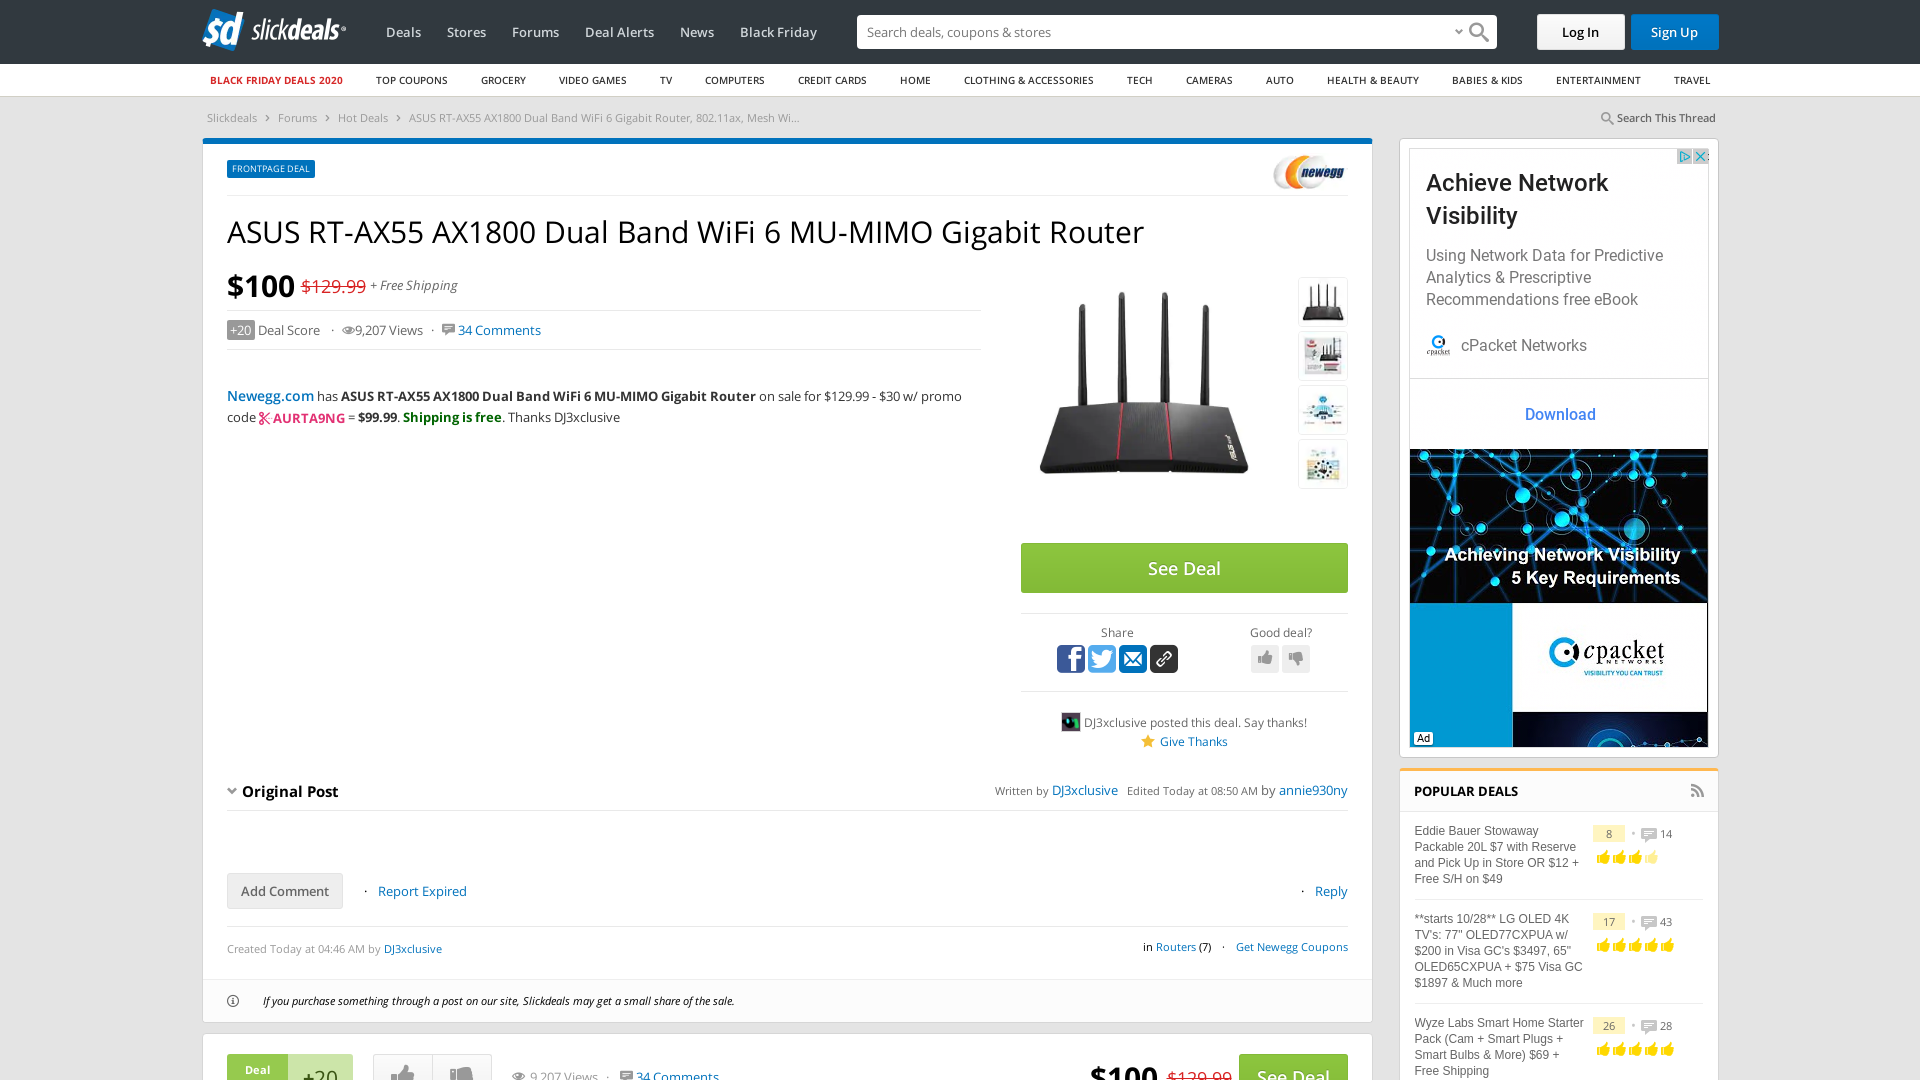 sd slickdeals
Deals Stores Forums Deal Alerts News Black Friday
Search deals, coupons & stores
Log In
Sign Up
BLACK FRIDAY DEALS 2020 TOP COUPONS GROCERY VIDEO GAMES TV COMPUTERS CREDIT CARDS HOME CLOTHING & ACCESSORIES TECH CAMERAS AUTO HEALTH & BEAUTY BABIES & KIDS ENTERTAINMENT TRAVEL
Slickdeals › Forums › Hot Deals › ASUS RT-AX55 AX1800 Dual Band WiFi 6 Gigabit Router, 802.11ax, Mesh Wi...
Search This Thread
FRONTPAGE DEAL
newegg
ASUS RT-AX55 AX1800 Dual Band WiFi 6 MU-MIMO Gigabit Router
$100 $129.99 + Free Shipping
+20 Deal Score · 9,207 Views · 34 Comments
Newegg.com has ASUS RT-AX55 AX1800 Dual Band WiFi 6 MU-MIMO Gigabit Router on sale for $129.99 - $30 w/ promo
code AURTA9NG = $99.99. Shipping is free. Thanks DJ3xclusive
See Deal
Share
Good deal?
DJ3xclusive posted this deal. Say thanks!
Give Thanks
Original Post
Written by DJ3xclusive Edited Today at 08:50 AM by annie930ny
Add Comment · Report Expired
· Reply
Created Today at 04:46 AM by DJ3xclusive
in Routers (7) · Get Newegg Coupons
If you purchase something through a post on our site, Slickdeals may get a small share of the sale.
Deal
+20
9,207 Views · 34 Comments
$100 $129.99
See Deal
Achieve Network
Visibility
Using Network Data for Predictive
Analytics & Prescriptive
Recommendations free eBook
cpacket
cPacket Networks
Download
Achieving Network Visibility
5 Key Requirements
cpacket
NETWORKS
VISIBILITY YOU CAN TRUST
Ad
POPULAR DEALS
Eddie Bauer Stowaway
Packable 20L $7 with Reserve
and Pick Up in Store OR $12 +
Free S/H on $49
8 • 14
**starts 10/28** LG OLED 4K
TV's: 77" OLED77CXPUA w/
$200 in Visa GC's $3497, 65"
OLED65CXPUA + $75 Visa GC
$1897 & Much more
17 • 43
Wyze Labs Smart Home Starter
Pack (Cam + Smart Plugs +
Smart Bulbs & More) $69 +
Free Shipping
26 • 28